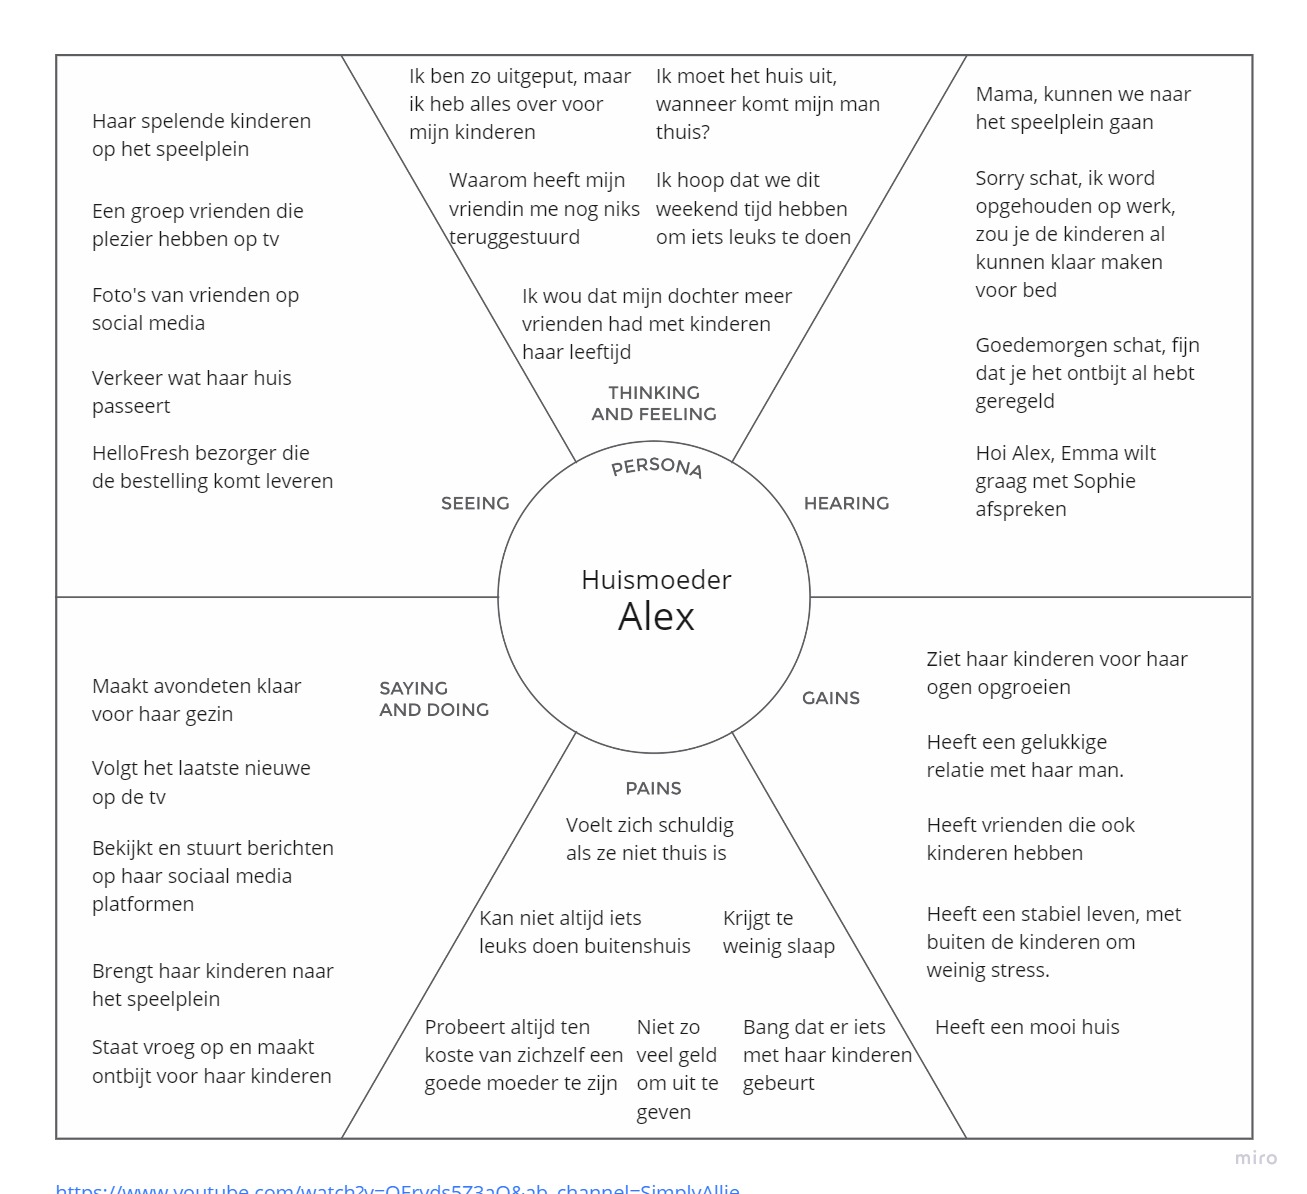 Ik ben zo uitgeput, maar
ik heb alles over voor
mijn kinderen
Ik moet het huis uit,
wanneer komt mijn man
thuis?
Waarom heeft mijn
vriendin me nog niks
teruggestuurd
Ik hoop dat we dit
weekend tijd hebben
om iets leuks te doen
Ik wou dat mijn dochter meer
vrienden had met kinderen
haar leeftijd
THINKING
AND FEELING
Haar spelende kinderen
op het speelplein
Een groep vrienden die
plezier hebben op tv
Foto's van vrienden op
social media
Verkeer wat haar huis
passeert
HelloFresh bezorger die
de bestelling komt leveren
SEEING
PERSONA
Huismoeder
Alex
HEARING
Mama, kunnen we naar
het speelplein gaan
Sorry schat, ik word
opgehouden op werk,
zou je de kinderen al
kunnen klaar maken
voor bed
Goedemorgen schat, fijn
dat je het ontbijt al hebt
geregeld
Hoi Alex, Emma wilt
graag met Sophie
afspreken
Maakt avondeten klaar
voor haar gezin
Volgt het laatste nieuwe
op de tv
Bekijkt en stuurt berichten
op haar sociaal media
platformen
Brengt haar kinderen naar
het speelplein
Staat vroeg op en maakt
ontbijt voor haar kinderen
SAYING
AND DOING
PAINS
Voelt zich schuldig
als ze niet thuis is
Kan niet altijd iets
leuks doen buitenshuis
Krijgt te
weinig slaap
Probeert altijd ten
koste van zichzelf een
goede moeder te zijn
Niet zo
veel geld
om uit te
geven
Bang dat er iets
met haar kinderen
gebeurt
GAINS
Ziet haar kinderen voor haar
ogen opgroeien
Heeft een gelukkige
relatie met haar man.
Heeft vrienden die ook
kinderen hebben
Heeft een stabiel leven, met
buiten de kinderen om
weinig stress.
Heeft een mooi huis
miro